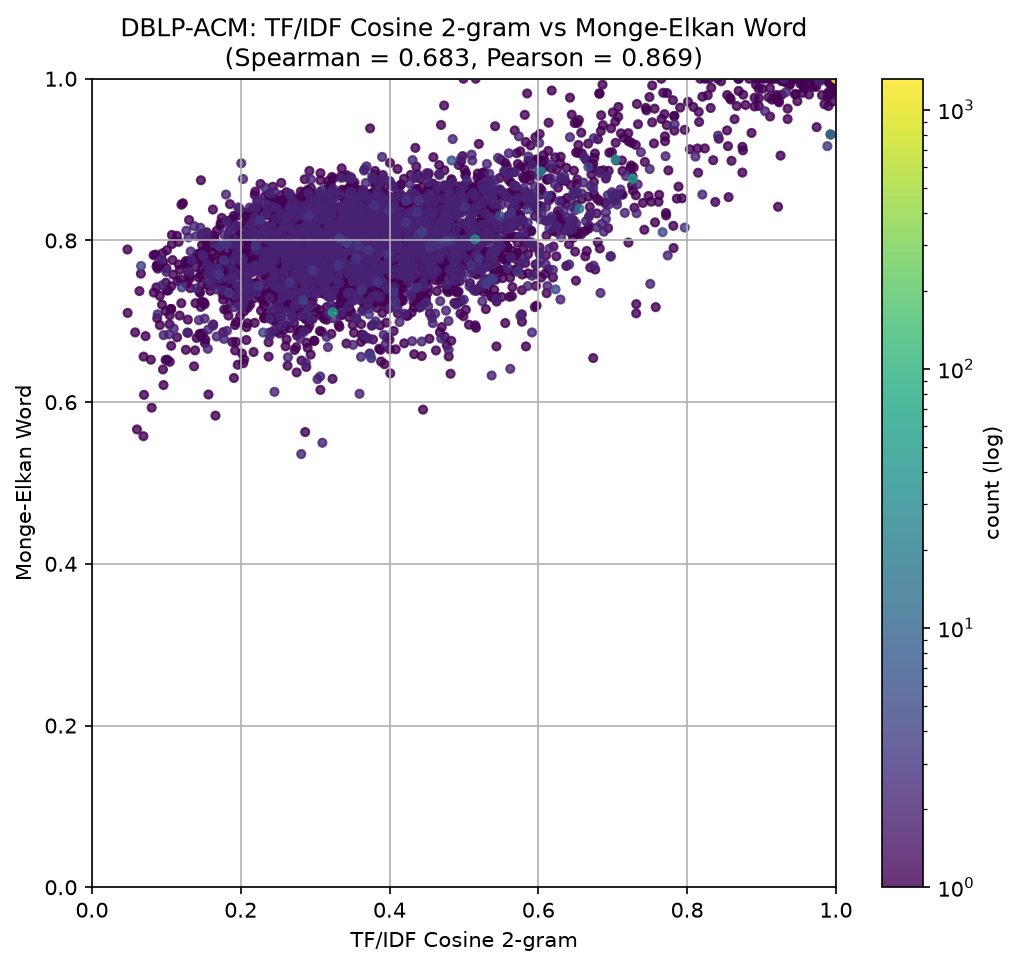 DBLP-ACM: TF/IDF Cosine 2-gram vs Monge-Elkan Word
(Spearman = 0.683, Pearson = 0.869)
Monge-Elkan Word
1.0
0.8
0.6
0.4
0.2
0.0
0.0 0.2 0.4 0.6 0.8 1.0
TF/IDF Cosine 2-gram
10³
10²
10¹
10⁰
count (log)